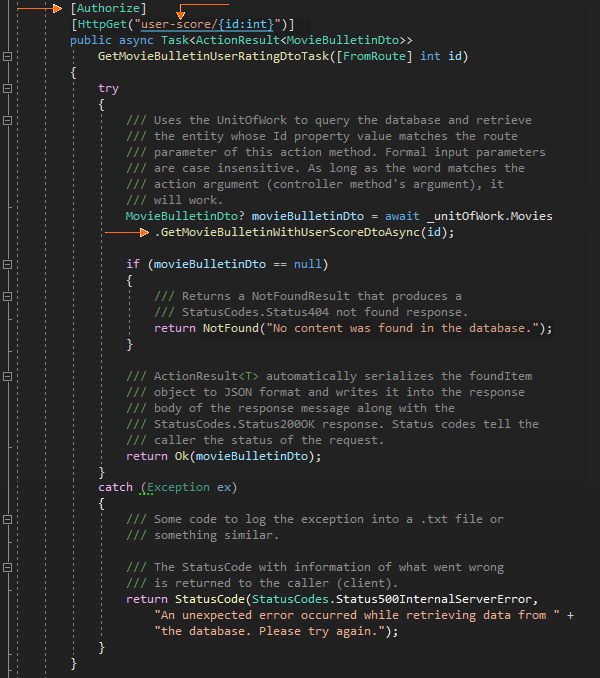 [Authorize]
[HttpGet("user-score/{id:int}")]
public async Task<ActionResult<MovieBulletinDto>>
GetMovieBulletinUserRatingDtoTask([FromRoute] int id)
{
try
{
/// Uses the UnitOfWork to query the database and retrieve
/// the entity whose Id property value matches the route
/// parameter of this action method. Formal input parameters
/// are case insensitive. As long as the word matches the
/// action argument (controller method's argument), it
/// will work.
MovieBulletinDto? movieBulletinDto = await _unitOfWork.Movies
.GetMovieBulletinWithUserScoreDtoAsync(id);
if (movieBulletinDto == null)
{
/// Returns a NotFoundResult that produces a
/// StatusCodes.Status404 not found response.
return NotFound("No content was found in the database.");
}
/// ActionResult<T> automatically serializes the foundItem
/// object to JSON format and writes it into the response
/// body of the response message along with the
/// StatusCodes.Status200OK response. Status codes tell the
/// caller the status of the request.
return Ok(movieBulletinDto);
}
catch (Exception ex)
{
/// Some code to log the exception into a .txt file or
/// something similar.
/// The StatusCode with information of what went wrong
/// is returned to the caller (client).
return StatusCode(StatusCodes.Status500InternalServerError,
"An unexpected error occurred while retrieving data from " +
"the database. Please try again.");
}
}